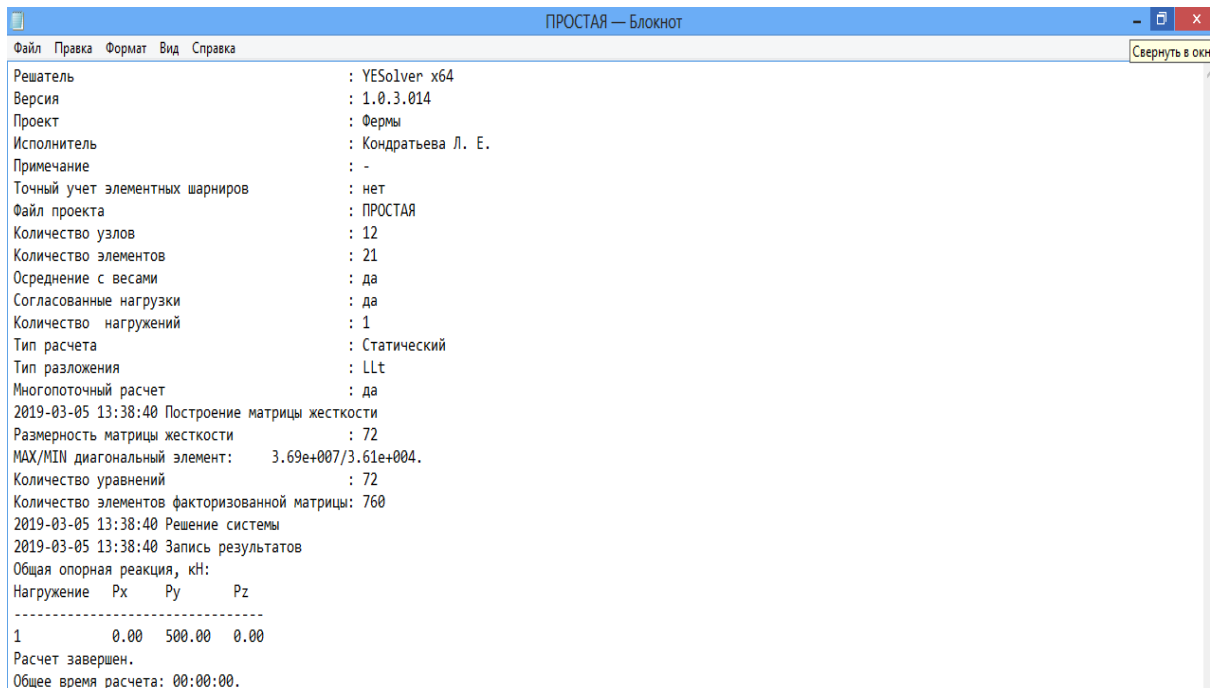 ПРОСТАЯ — Блокнот
Файл Правка Формат Вид Справка
Свернуть в окн
Решатель : YESolver x64
Версия : 1.0.3.014
Проект : Фермы
Исполнитель : Кондратьева Л. Е.
Примечание : -
Точный учет элементных шарниров : нет
Файл проекта : ПРОСТАЯ
Количество узлов : 12
Количество элементов : 21
Осреднение с весами : да
Согласованные нагрузки : да
Количество  нагружений : 1
Тип расчета : Статический
Тип разложения : LLt
Многопоточный расчет : да
2019-03-05 13:38:40 Построение матрицы жесткости
Размерность матрицы жесткости : 72
MAX/MIN диагональный элемент: 3.69e+007/3.61e+004.
Количество уравнений : 72
Количество элементов факторизованной матрицы: 760
2019-03-05 13:38:40 Решение системы
2019-03-05 13:38:40 Запись результатов
Общая опорная реакция, кН:
Нагружение Px Py Pz
---------------------------------
1 0.00 500.00 0.00
Расчет завершен.
Общее время расчета: 00:00:00.